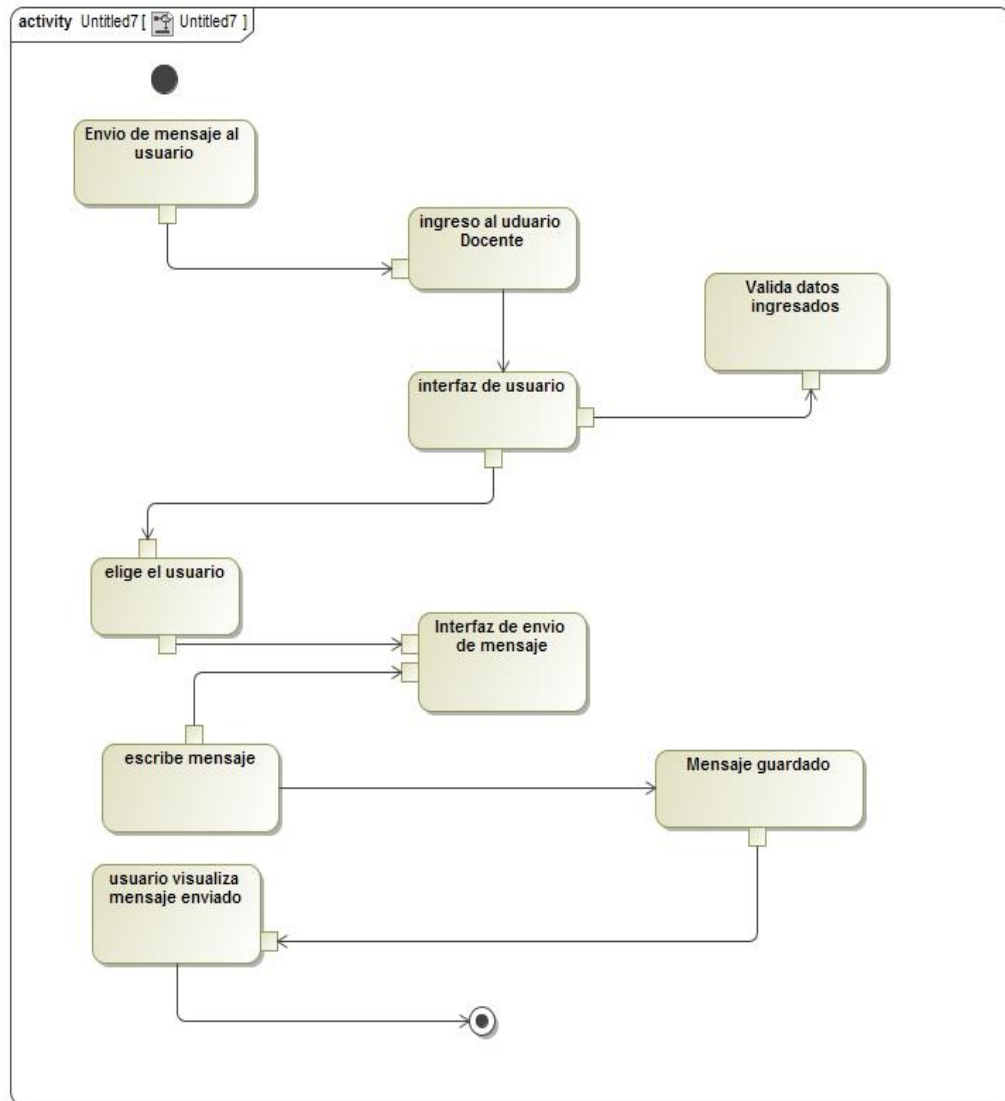 activity Untitled7 [ Untitled7 ]
Envio de mensaje al
usuario
ingreso al uduario
Docente
Valida datos
ingresados
interfaz de usuario
elige el usuario
Interfaz de envio
de mensaje
escribe mensaje
Mensaje guardado
usuario visualiza
mensaje enviado